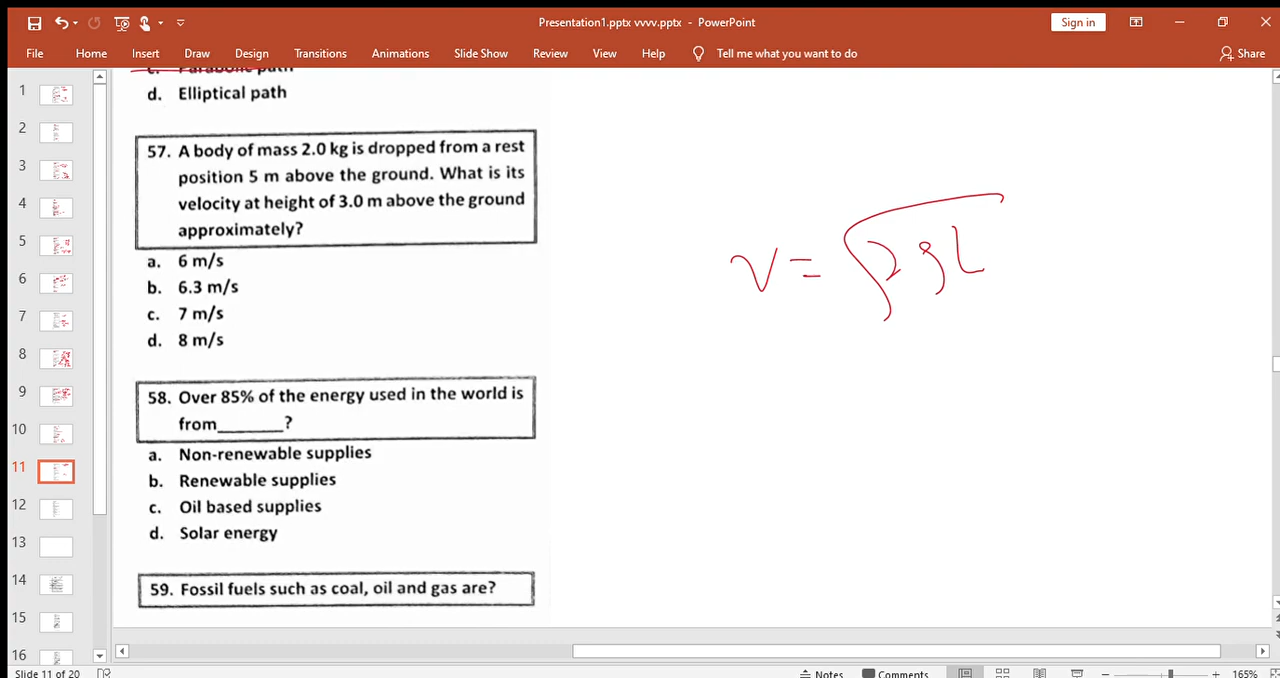 Presentation1.pptx vvvv.pptx - PowerPoint
Sign in
File Home Insert Draw Design Transitions Animations Slide Show Review View Help Tell me what you want to do Share
c. Parabolic path
d. Elliptical path
57. A body of mass 2.0 kg is dropped from a rest
position 5 m above the ground. What is its
velocity at height of 3.0 m above the ground
approximately?
a. 6 m/s
b. 6.3 m/s
c. 7 m/s
d. 8 m/s
v = √2gh
58. Over 85% of the energy used in the world is
from_______?
a. Non-renewable supplies
b. Renewable supplies
c. Oil based supplies
d. Solar energy
59. Fossil fuels such as coal, oil and gas are?
1
2
3
4
5
6
7
8
9
10
11
12
13
14
15
16
Slide 11 of 20
Notes Comments 165%